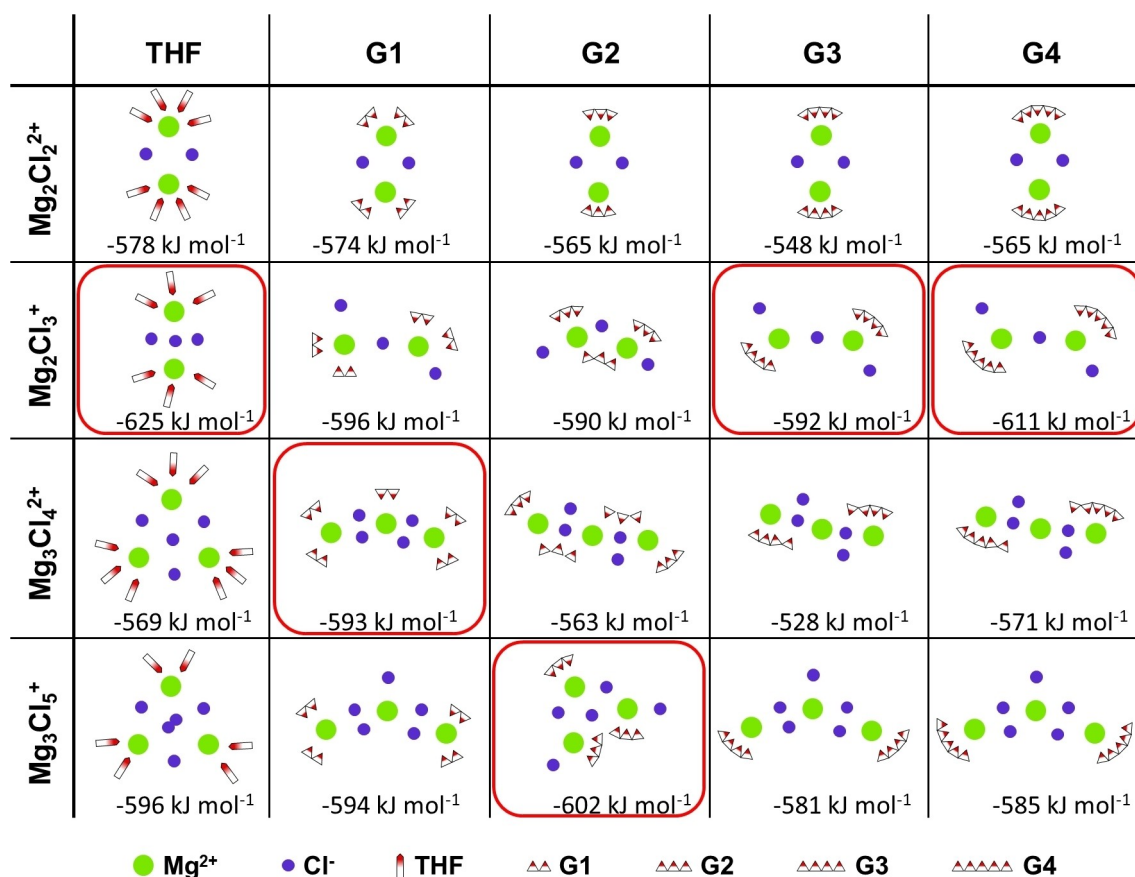 THF G1 G2 G3 G4
Mg₂Cl₂²⁺
-578 kJ mol⁻¹ -574 kJ mol⁻¹ -565 kJ mol⁻¹ -548 kJ mol⁻¹ -565 kJ mol⁻¹
Mg₂Cl₃⁺
-625 kJ mol⁻¹ -596 kJ mol⁻¹ -590 kJ mol⁻¹ -592 kJ mol⁻¹ -611 kJ mol⁻¹
Mg₃Cl₄²⁺
-569 kJ mol⁻¹ -593 kJ mol⁻¹ -563 kJ mol⁻¹ -528 kJ mol⁻¹ -571 kJ mol⁻¹
Mg₃Cl₅⁺
-596 kJ mol⁻¹ -594 kJ mol⁻¹ -602 kJ mol⁻¹ -581 kJ mol⁻¹ -585 kJ mol⁻¹
Mg²⁺ Cl⁻ THF G1 G2 G3 G4